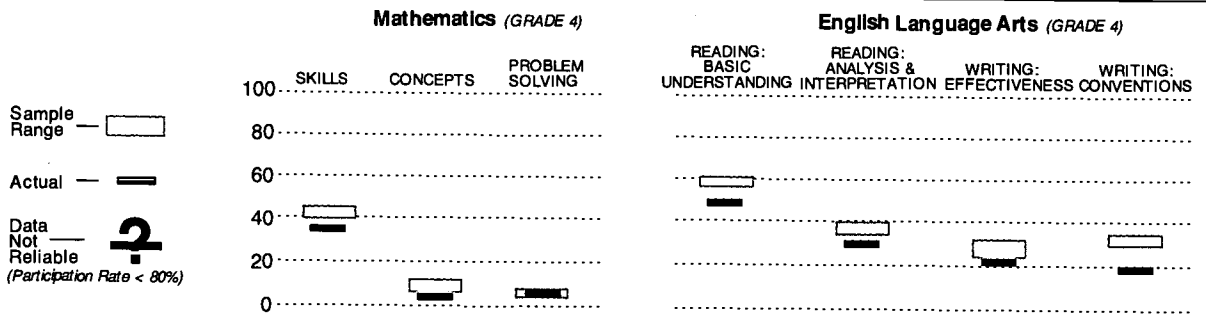 Mathematics (GRADE 4)
SKILLS
CONCEPTS
PROBLEM
SOLVING
100
80
60
40
20
0
Sample
Range
Actual
Data
Not
Reliable
?
(Participation Rate < 80%)
English Language Arts (GRADE 4)
READING:
BASIC
UNDERSTANDING
READING:
ANALYSIS &
INTERPRETATION
WRITING:
EFFECTIVENESS
WRITING:
CONVENTIONS